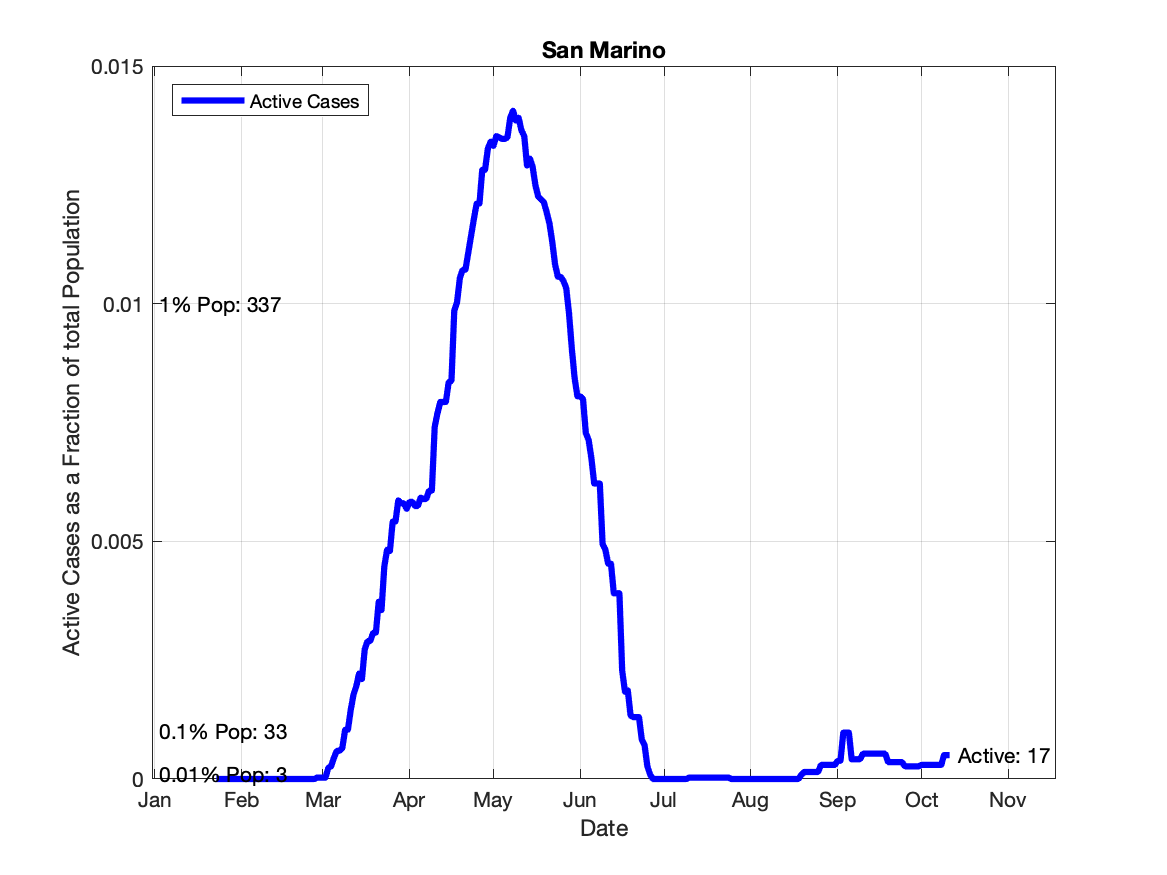 San Marino
Active Cases
Active Cases as a Fraction of total Population
0.015
0.01
0.005
0
1% Pop: 337
0.1% Pop: 33
0.01% Pop: 3
Active: 17
Jan Feb Mar Apr May Jun Jul Aug Sep Oct Nov
Date